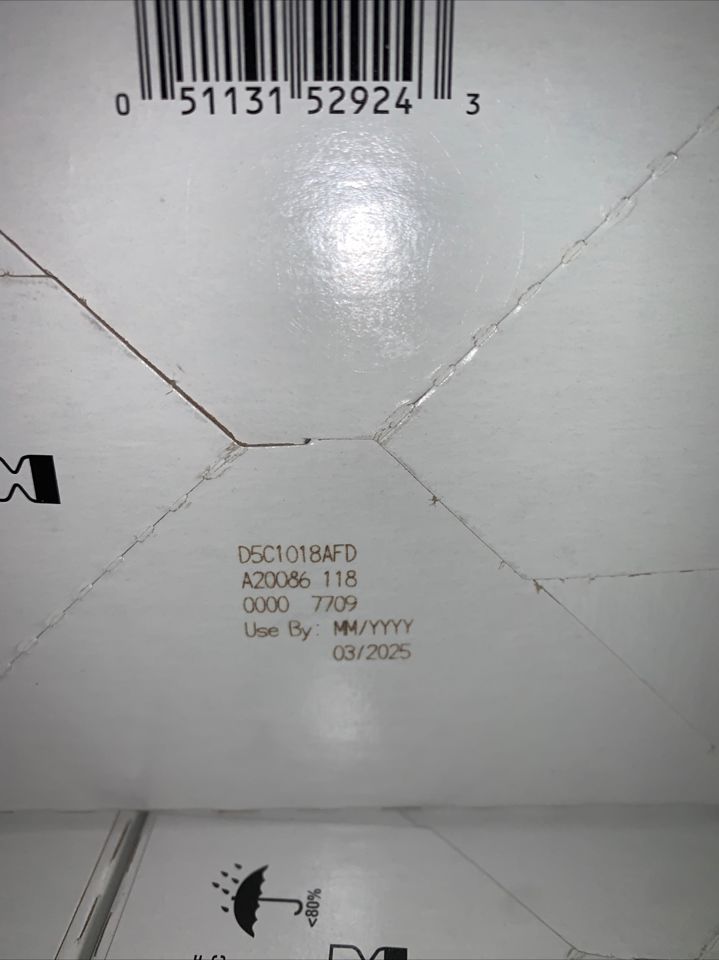 0 51131 52924 3
D5C1018AFD
A20086 118
0000 7709
Use By: MM/YYYY
03/2025
<80%